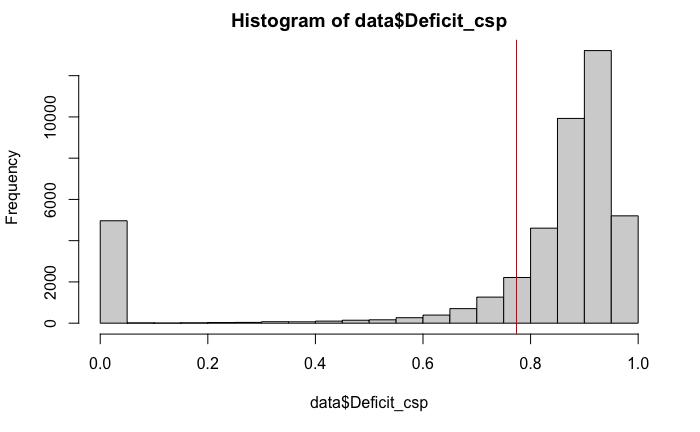 Histogram of data$Deficit_csp
Frequency
10000
6000
2000
0
0.0 0.2 0.4 0.6 0.8 1.0
data$Deficit_csp